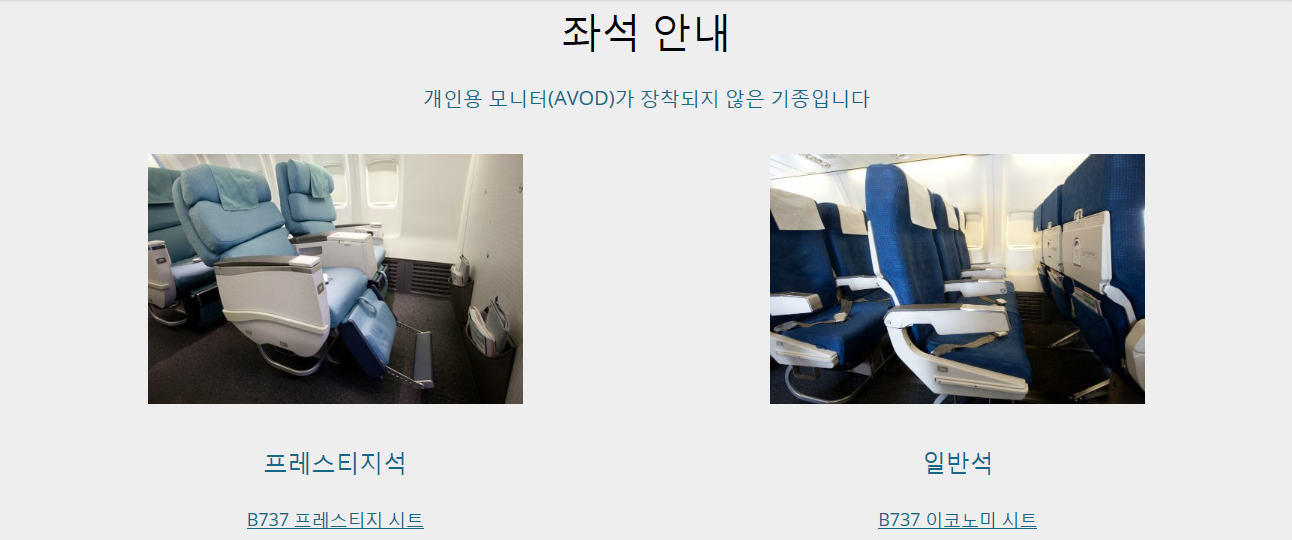 좌석 안내
개인용 모니터(AVOD)가 장착되지 않은 기종입니다
프레스티지석
일반석
B737 프레스티지 시트
B737 이코노미 시트